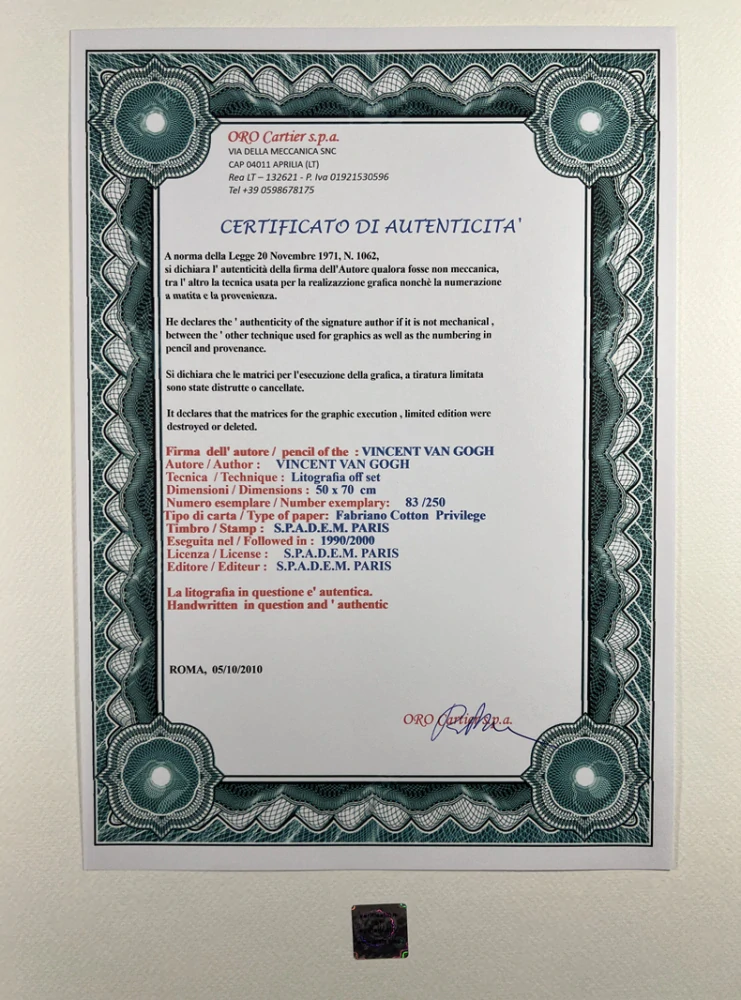 ORO Cartier s.p.a.
VIA DELLA MECCANICA SNC
CAP 04011 APRILIA (LT)
Rea LT – 132621 - P. Iva 01921530596
Tel +39 0598678175
CERTIFICATO DI AUTENTICITA'
A norma della Legge 20 Novembre 1971, N. 1062,
si dichiara l' autenticità della firma dell'Autore qualora fosse non meccanica,
tra l' altro la tecnica usata per la realizazzione grafica nonchè la numerazione
a matita e la provenienza.
He declares the ' authenticity of the signature author if it is not mechanical ,
between the ' other technique used for graphics as well as the numbering in
pencil and provenance.
Si dichiara che le matrici per l'esecuzione della grafica, a tiratura limitata
sono state distrutte o cancellate.
It declares that the matrices for the graphic execution , limited edition were
destroyed or deleted.
Firma dell' autore / pencil of the : VINCENT VAN GOGH
Autore / Author : VINCENT VAN GOGH
Tecnica / Technique : Litografia off set
Dimensioni / Dimensions : 50 x 70 cm
Numero esemplare / Number exemplary: 83 /250
Tipo di carta / Type of paper: Fabriano Cotton Privilege
Timbro / Stamp : S.P.A.D.E.M. PARIS
Eseguita nel / Followed in : 1990/2000
Licenza / License : S.P.A.D.E.M. PARIS
Editore / Editeur : S.P.A.D.E.M. PARIS
La litografia in questione e' autentica.
Handwritten in question and ' authentic
ROMA, 05/10/2010
ORO Cartier s.p.a.